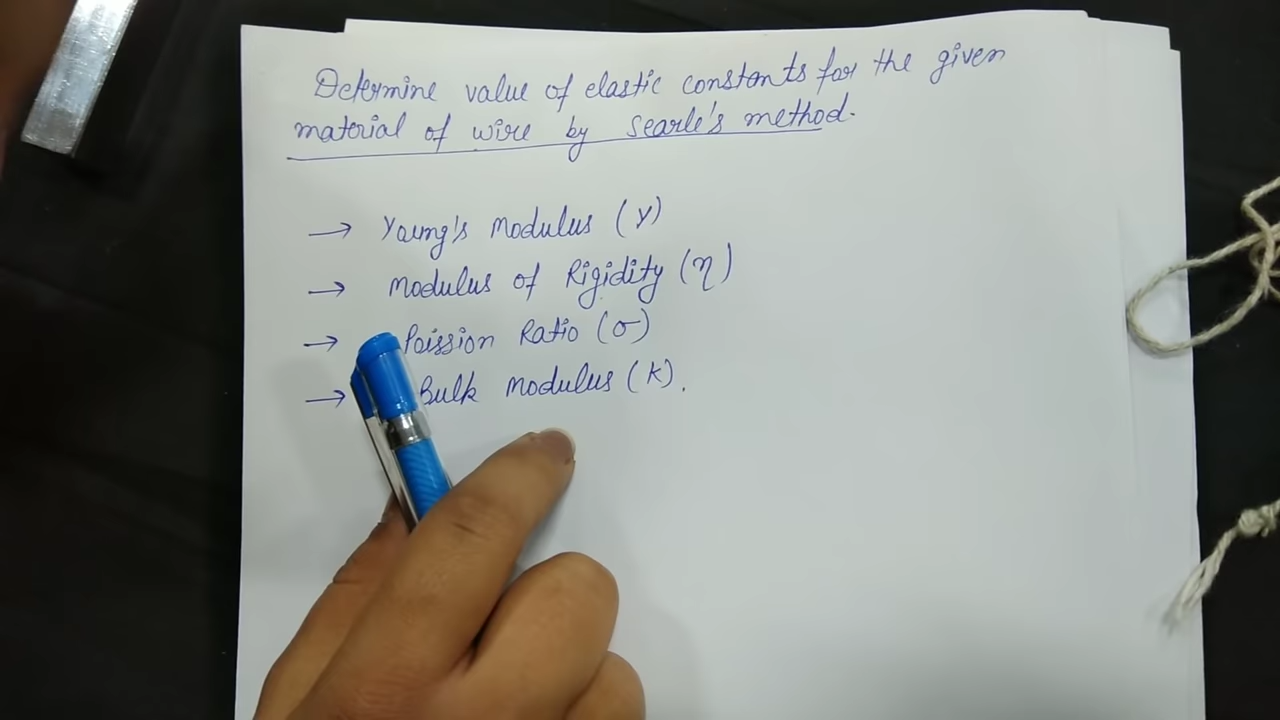 Determine value of elastic constants for the given
material of wire by Searle's method.
→ Young's Modulus (Y)
→ Modulus of Rigidity (η)
→ Poission Ratio (σ)
→ Bulk Modulus (K).